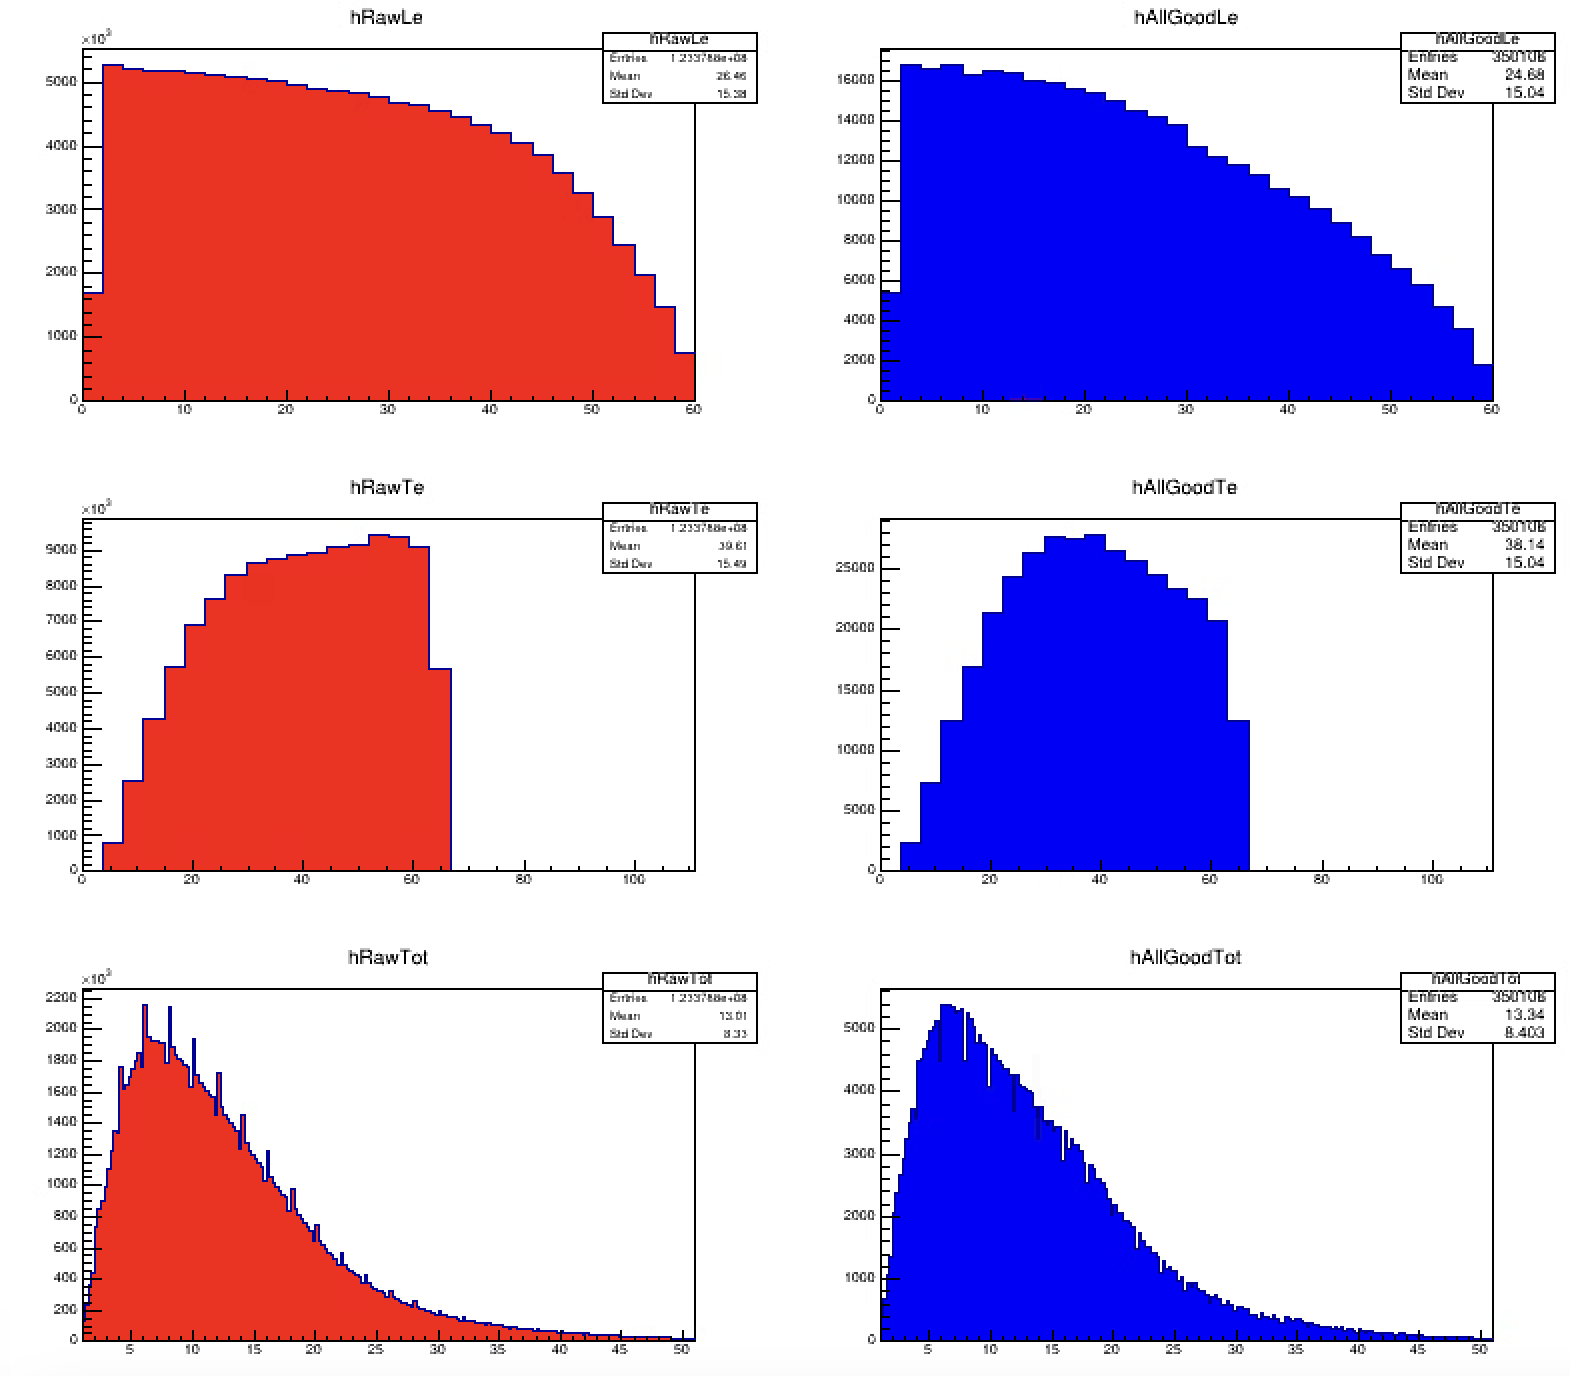 hRawLe
×10³
hRawLe
Entries 1.233768e+08
Mean 26.46
Std Dev 15.38
5000
4000
3000
2000
1000
0
0 10 20 30 40 50 60
hAllGoodLe
hAllGoodLe
Entries 350106
Mean 24.68
Std Dev 15.04
16000
14000
12000
10000
8000
6000
4000
2000
0
0 10 20 30 40 50 60
hRawTe
×10³
hRawTe
Entries 1.233768e+08
Mean 39.61
Std Dev 15.49
9000
8000
7000
6000
5000
4000
3000
2000
1000
0
0 20 40 60 80 100
hAllGoodTe
hAllGoodTe
Entries 350106
Mean 38.14
Std Dev 15.04
25000
20000
15000
10000
5000
0
0 20 40 60 80 100
hRawTot
×10³
hRawTot
Entries 1.233768e+08
Mean 13.01
Std Dev 8.33
2200
2000
1800
1600
1400
1200
1000
800
600
400
200
0
5 10 15 20 25 30 35 40 45 50
hAllGoodTot
hAllGoodTot
Entries 350106
Mean 13.34
Std Dev 8.403
5000
4000
3000
2000
1000
0
5 10 15 20 25 30 35 40 45 50